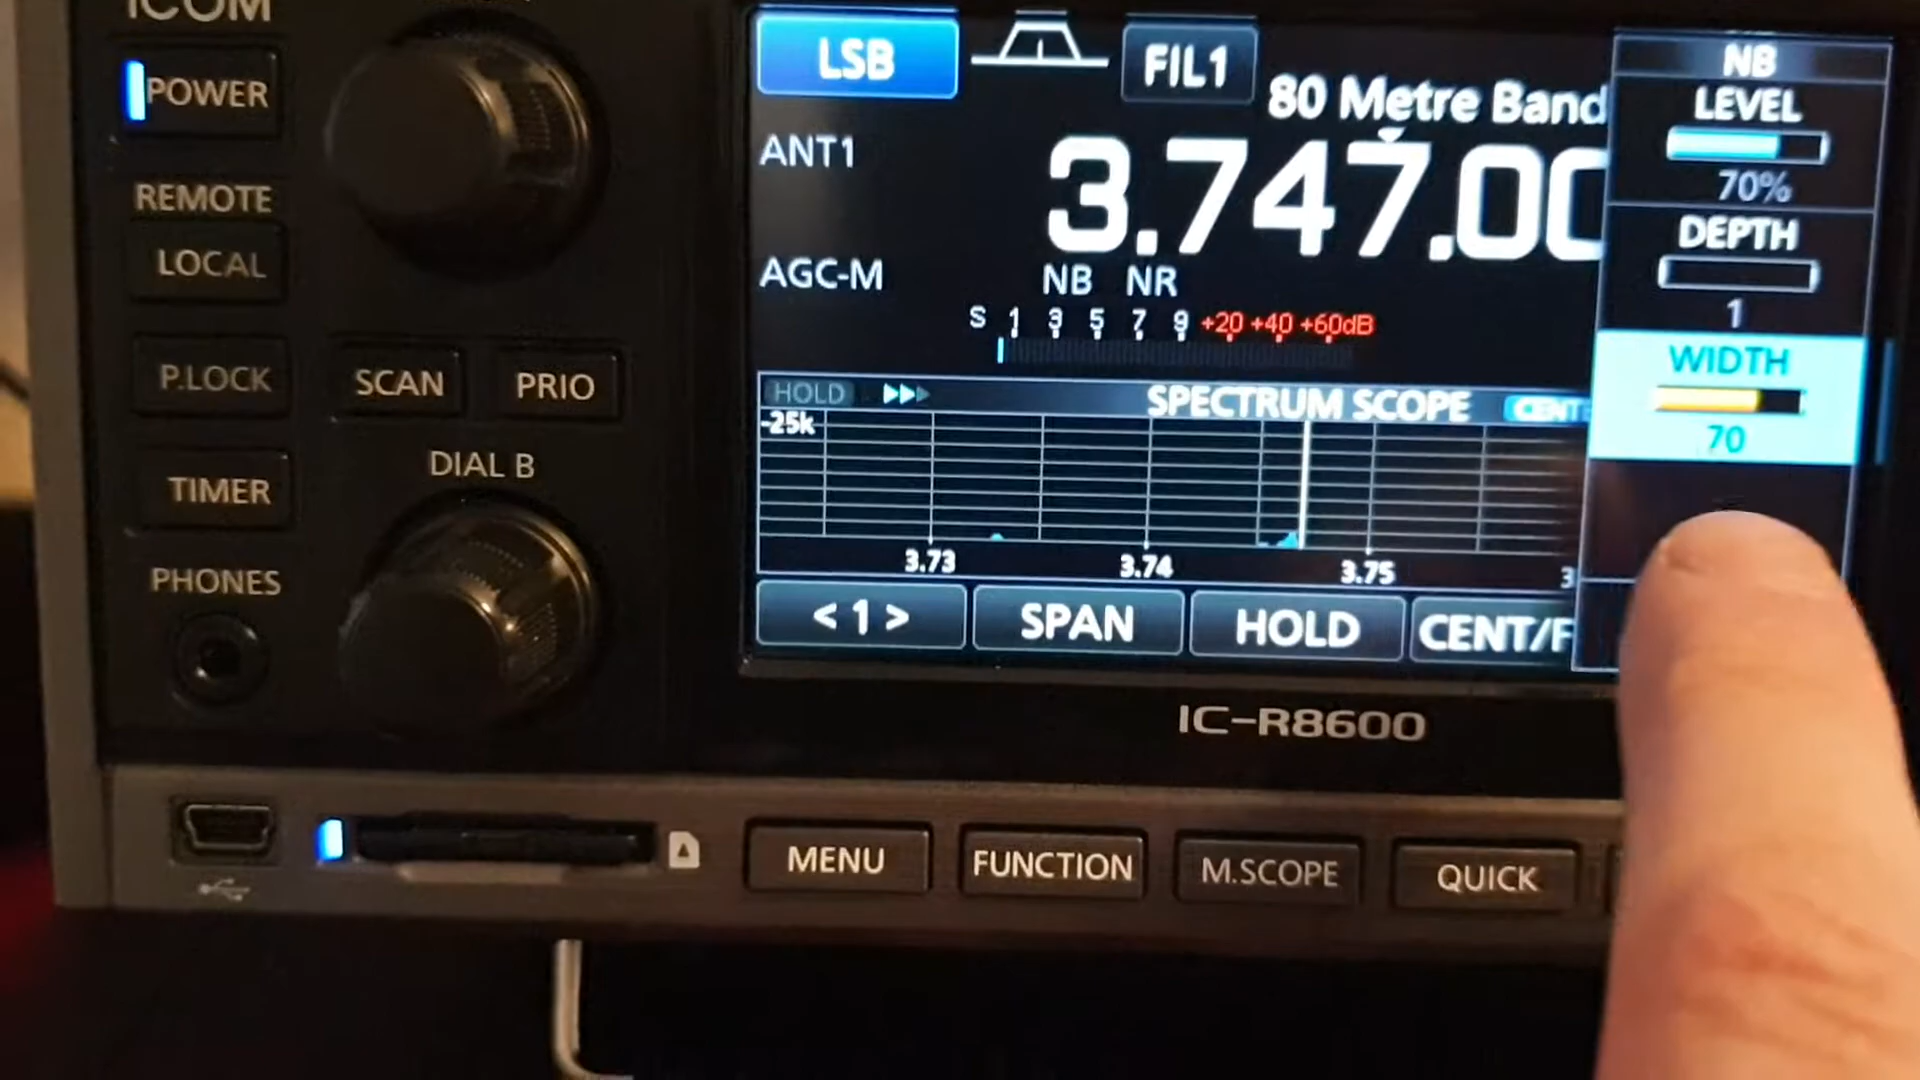 ICOM
POWER
REMOTE
LOCAL
P.LOCK
SCAN
PRIO
TIMER
DIAL B
PHONES
LSB
FIL1
80 Metre Band
ANT1
3.747.00
AGC-M
NB NR
S 1 3 5 7 9 +20 +40 +60dB
HOLD
SPECTRUM SCOPE
CENT
-25k
3.73
3.74
3.75
3
< 1 >
SPAN
HOLD
CENT/F
NB
LEVEL
70%
DEPTH
1
WIDTH
70
IC-R8600
MENU
FUNCTION
M.SCOPE
QUICK